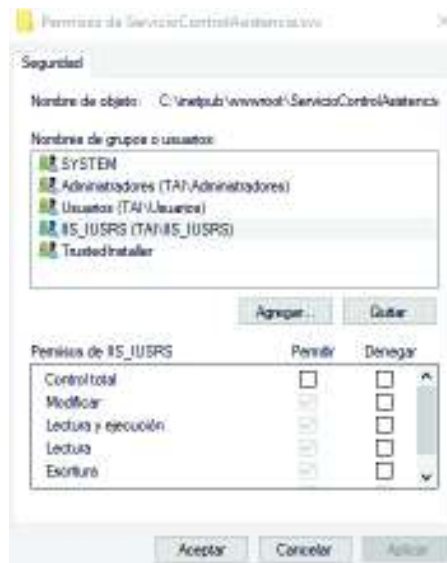 Permisos de ServicioControlAsistencia.svc
Seguridad
Nombre de objeto: C:\inetpub\wwwroot\ServicioControlAsistencia
Nombres de grupos o usuarios:
SYSTEM
Administradores (TAI\Administradores)
Usuarios (TAI\Usuarios)
IIS_IUSRS (TAI\IIS_IUSRS)
TrustedInstaller
Agregar... Quitar
Permisos de IIS_IUSRS Permitir Denegar
Control total
Modificar
Lectura y ejecución
Lectura
Escritura
Aceptar Cancelar Aplicar